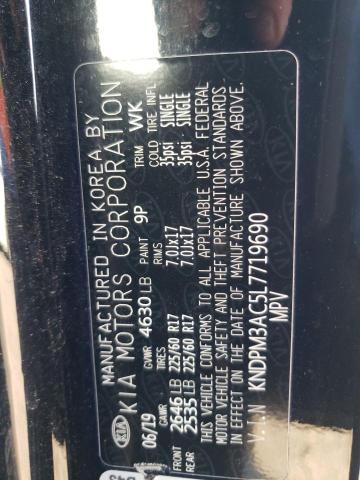 MANUFACTURED IN KOREA BY
KIA KIA MOTORS CORPORATION
06/19 GVWR 4630 LB PAINT 9P TRIM WK
GAWR TIRES RIMS COLD TIRE INFL
FRONT 2646 LB 225/60 R17 7.0Jx17 35psi SINGLE
REAR 2535 LB 225/60 R17 7.0Jx17 35psi SINGLE
THIS VEHICLE CONFORMS TO ALL APPLICABLE U.S.A. FEDERAL
MOTOR VEHICLE SAFETY AND THEFT PREVENTION STANDARDS
IN EFFECT ON THE DATE OF MANUFACTURE SHOWN ABOVE.
V.I.N KNDPM3AC5L7719690
MPV